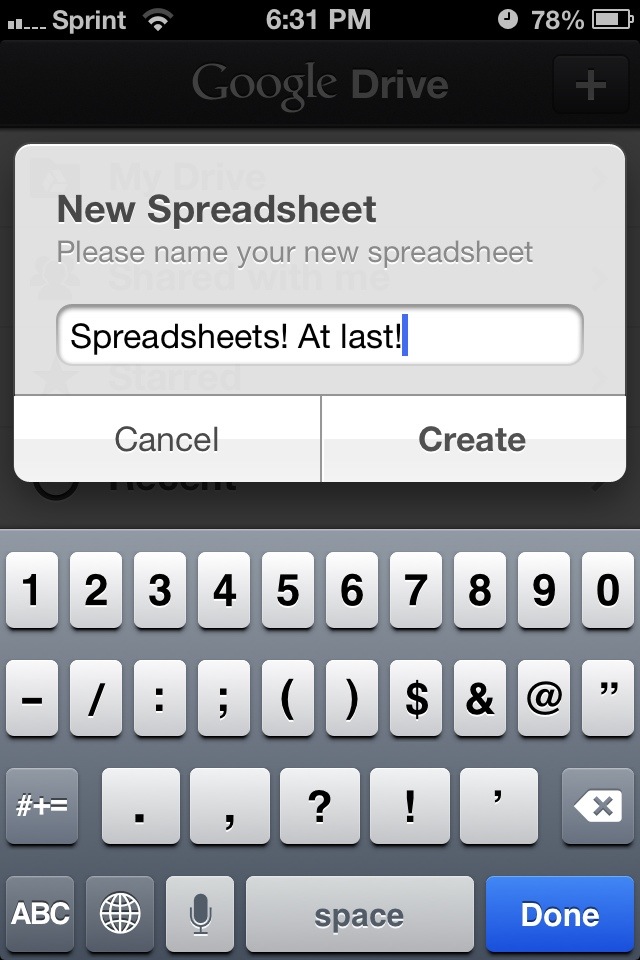 Sprint 6:31 PM 78%
Google Drive +
My Drive
New Spreadsheet
Please name your new spreadsheet
Shared with me
Spreadsheets! At last!
Starred
Cancel Create
Recent
1 2 3 4 5 6 7 8 9 0
- / : ; ( ) $ & @ ”
#+= . , ? ! ’
ABC space Done